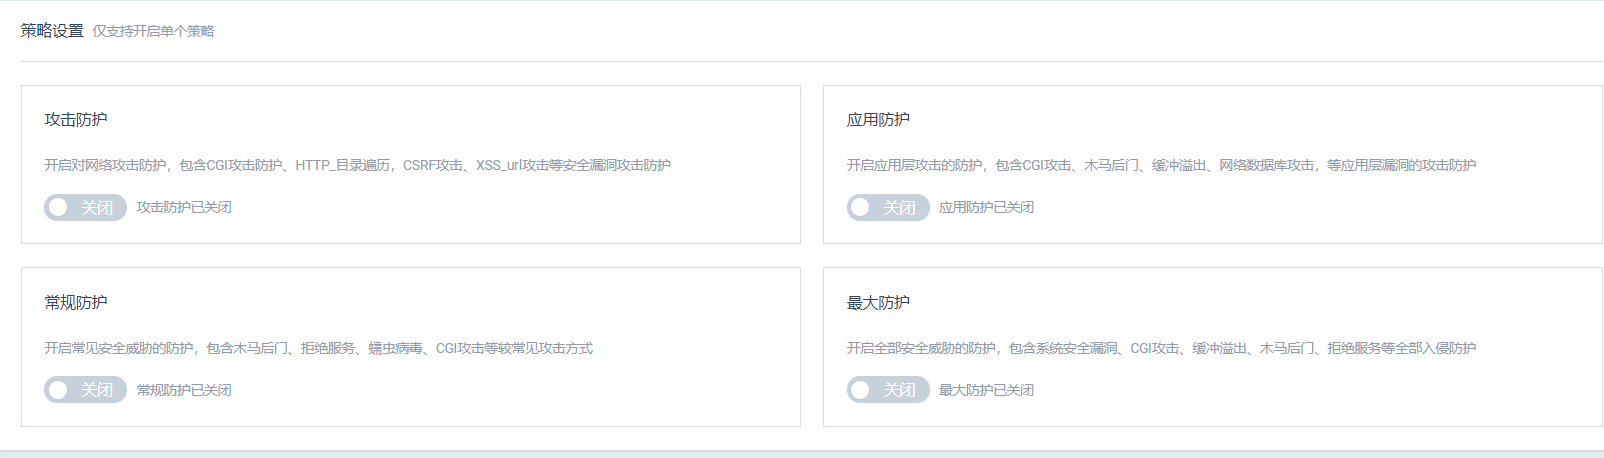 策略设置 仅支持开启单个策略
攻击防护
开启对网络攻击防护，包含CGI攻击防护、HTTP_目录遍历，CSRF攻击、XSS_url攻击等安全漏洞攻击防护
关闭 攻击防护已关闭
应用防护
开启应用层攻击的防护，包含CGI攻击、木马后门、缓冲溢出、网络数据库攻击，等应用层漏洞的攻击防护
关闭 应用防护已关闭
常规防护
开启常见安全威胁的防护，包含木马后门、拒绝服务、蠕虫病毒、CGI攻击等较常见攻击方式
关闭 常规防护已关闭
最大防护
开启全部安全威胁的防护，包含系统安全漏洞、CGI攻击、缓冲溢出、木马后门、拒绝服务等全部入侵防护
关闭 最大防护已关闭